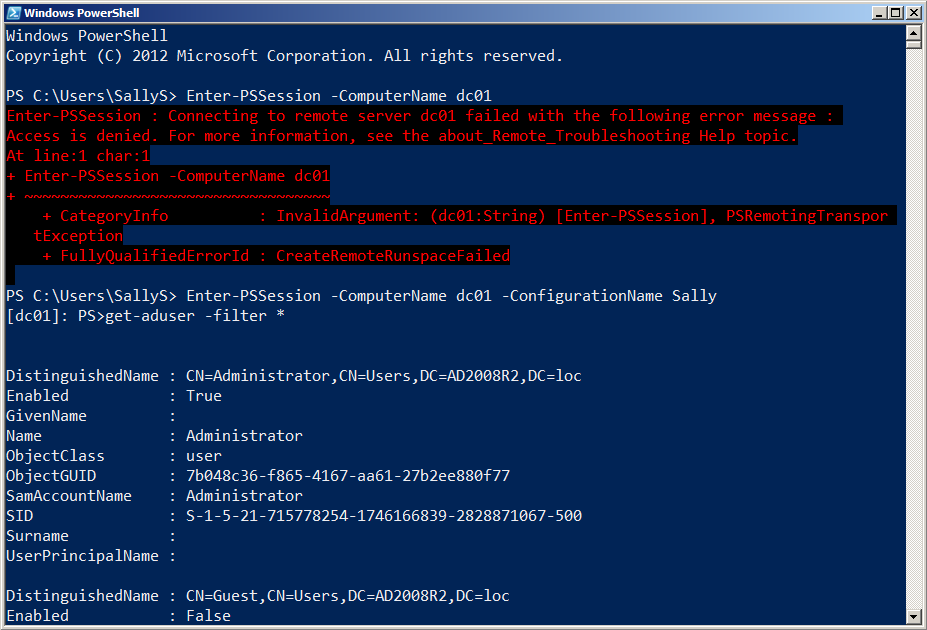 Windows PowerShell
Windows PowerShell
Copyright (C) 2012 Microsoft Corporation. All rights reserved.
PS C:\Users\SallyS> Enter-PSSession -ComputerName dc01
Enter-PSSession : Connecting to remote server dc01 failed with the following error message :
Access is denied. For more information, see the about_Remote_Troubleshooting Help topic.
At line:1 char:1
+ Enter-PSSession -ComputerName dc01
+ ~~~~~~~~~~~~~~~~~~~~~~~~~~~~~~~~~~
    + CategoryInfo          : InvalidArgument: (dc01:String) [Enter-PSSession], PSRemotingTranspor
   tException
    + FullyQualifiedErrorId : CreateRemoteRunspaceFailed
PS C:\Users\SallyS> Enter-PSSession -ComputerName dc01 -ConfigurationName Sally
[dc01]: PS>get-aduser -filter *
DistinguishedName : CN=Administrator,CN=Users,DC=AD2008R2,DC=loc
Enabled           : True
GivenName         :
Name              : Administrator
ObjectClass       : user
ObjectGUID        : 7b048c36-f865-4167-aa61-27b2ee880f77
SamAccountName    : Administrator
SID               : S-1-5-21-715778254-1746166839-2828871067-500
Surname           :
UserPrincipalName :
DistinguishedName : CN=Guest,CN=Users,DC=AD2008R2,DC=loc
Enabled           : False